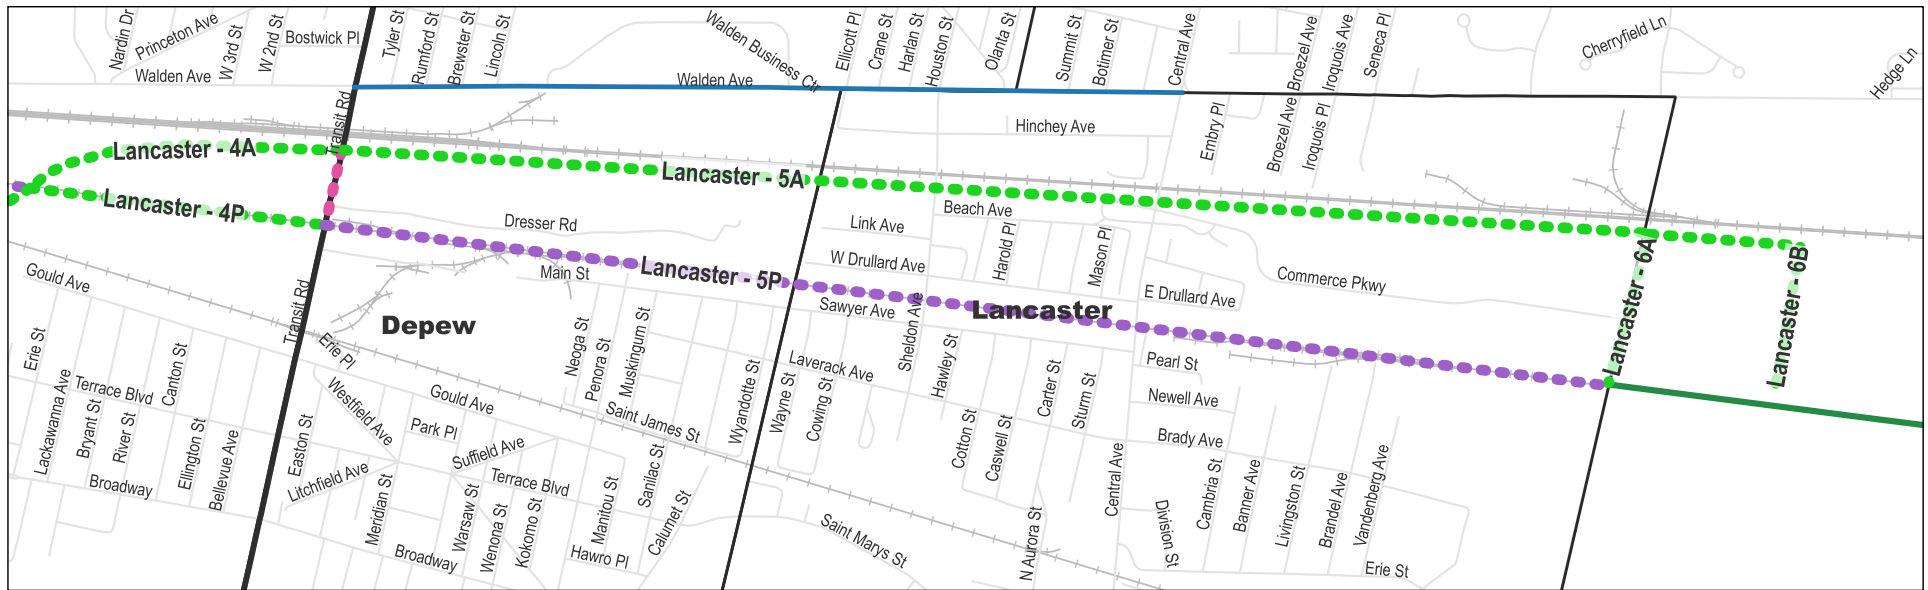 Nardin Dr
Princeton Ave
W 3rd St
W 2nd St
Bostwick Pl
Walden Ave
Tyler St
Rumford St
Brewster St
Lincoln St
Walden Business Ctr
Walden Ave
Ellicott Pl
Crane St
Harlan St
Houston St
Olanta St
Summit St
Botimer St
Central Ave
Broezel Ave
Iroquois Ave
Seneca Pl
Cherryfield Ln
Hedge Ln
Transit Rd
Hinchey Ave
Embry Pl
Broezel Ave
Iroquois Pl
Lancaster - 4A
Lancaster - 5A
Lancaster - 4P
Dresser Rd
Link Ave
Beach Ave
W Drullard Ave
Harold Pl
Mason Pl
Lancaster - 6A
Lancaster - 6B
Gould Ave
Main St
Lancaster - 5P
Sawyer Ave
Sheldon Ave
Lancaster
E Drullard Ave
Commerce Pkwy
Transit Rd
Depew
Erie St
Erie Pl
Neoga St
Penora St
Muskingum St
Laverack Ave
Hawley St
Pearl St
Canton St
Terrace Blvd
Lackawanna Ave
Bryant St
River St
Ellington St
Bellevue Ave
Broadway
Easton St
Westfield Ave
Gould Ave
Park Pl
Suffield Ave
Litchfield Ave
Terrace Blvd
Meridian St
Warsaw St
Wenona St
Kokomo St
Broadway
Saint James St
Wyandotte St
Wayne St
Cowing St
Manitou St
Sanilac St
Calumet St
Hawro Pl
Saint Marys St
Cotton St
Caswell St
Carter St
Sturm St
Newell Ave
Brady Ave
Central Ave
N Aurora St
Division St
Cambria St
Banner Ave
Livingston St
Brandel Ave
Vandenberg Ave
Erie St